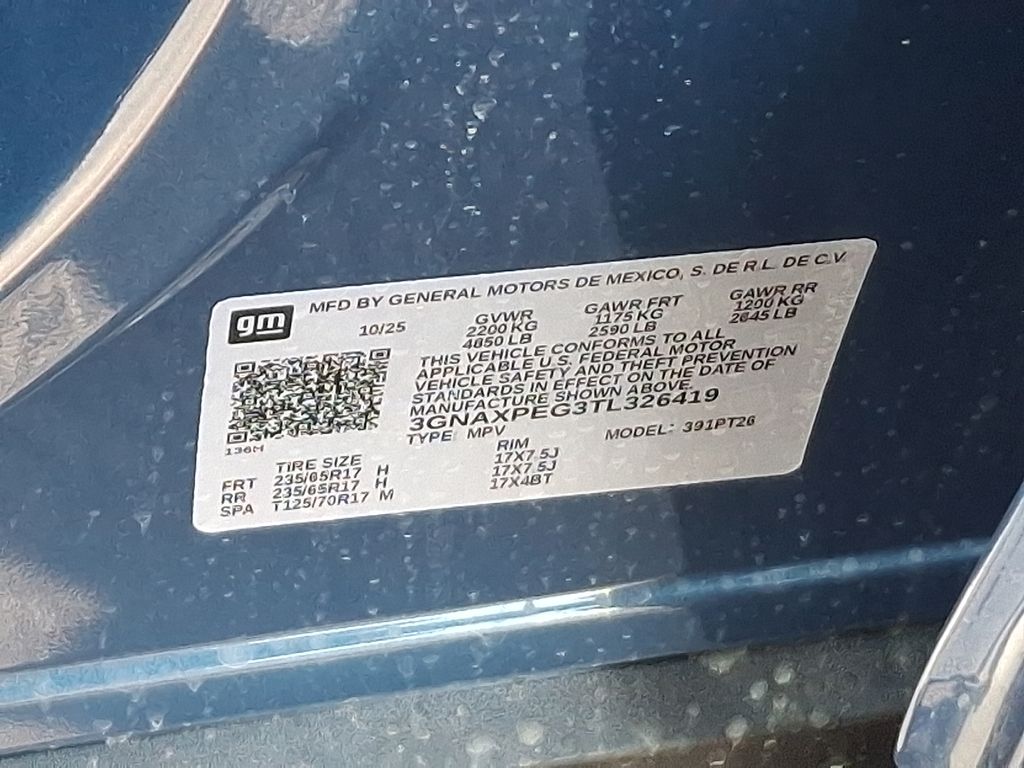 gm
MFD BY GENERAL MOTORS DE MEXICO, S. DE R.L. DE C.V.
10/25
GVWR GAWR FRT GAWR RR
2200 KG 1175 KG 1200 KG
4850 LB 2590 LB 2645 LB
THIS VEHICLE CONFORMS TO ALL
APPLICABLE U.S. FEDERAL MOTOR
VEHICLE SAFETY AND THEFT PREVENTION
STANDARDS IN EFFECT ON THE DATE OF
MANUFACTURE SHOWN ABOVE.
3GNAXPEG3TL326419
TYPE: MPV MODEL: 391PT26
136H
TIRE SIZE RIM
FRT 235/65R17 H 17X7.5J
RR 235/65R17 H 17X7.5J
SPA T125/70R17 M 17X4BT